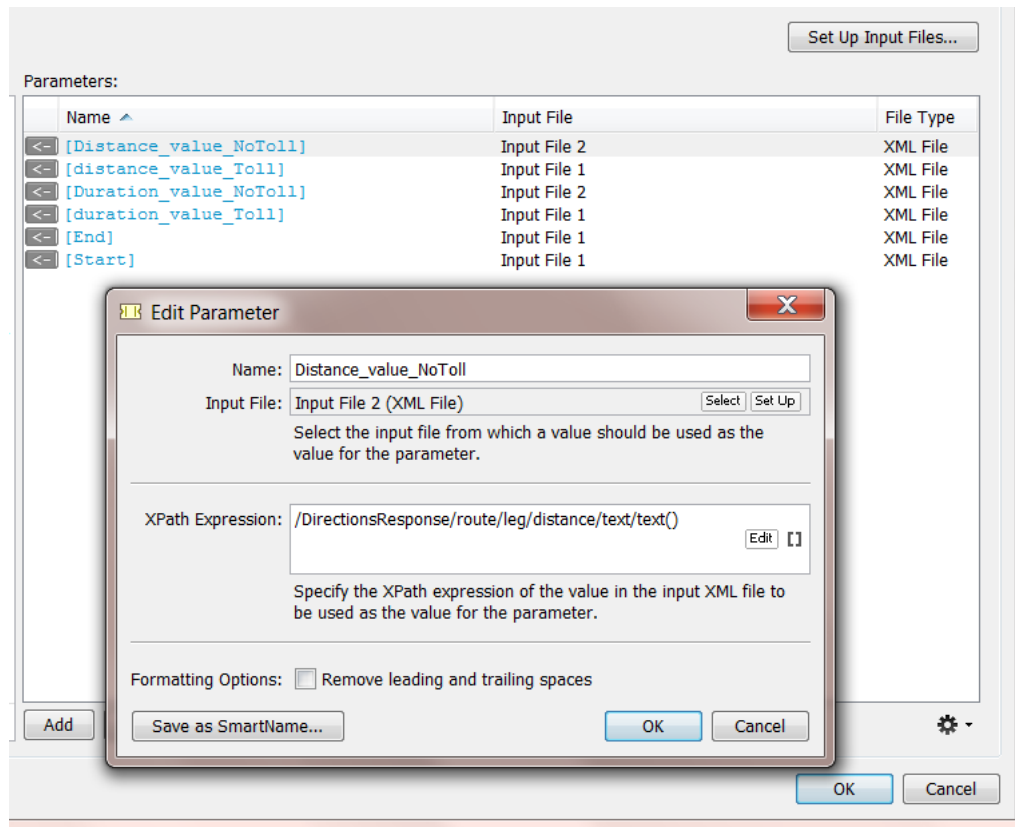 Set Up Input Files...
Parameters:
Name Input File File Type
<- [Distance_value_NoToll] Input File 2 XML File
<- [distance_value_Toll] Input File 1 XML File
<- [Duration_value_NoToll] Input File 2 XML File
<- [duration_value_Toll] Input File 1 XML File
<- [End] Input File 1 XML File
<- [Start] Input File 1 XML File
Edit Parameter
Name: Distance_value_NoToll
Input File: Input File 2 (XML File) Select Set Up
Select the input file from which a value should be used as the
value for the parameter.
XPath Expression: /DirectionsResponse/route/leg/distance/text/text()
Edit []
Specify the XPath expression of the value in the input XML file to
be used as the value for the parameter.
Formatting Options: Remove leading and trailing spaces
Add Save as SmartName... OK Cancel
OK Cancel